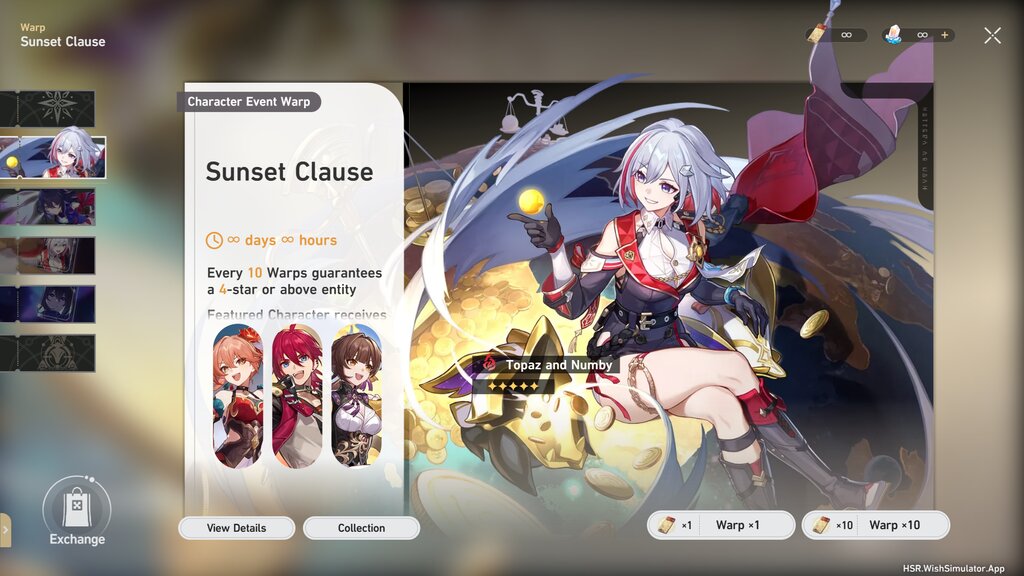 Warp
Sunset Clause
∞
∞ +
Character Event Warp
Sunset Clause
∞ days ∞ hours
Every 10 Warps guarantees
a 4-star or above entity
Featured Character receives
Topaz and Numby
Exchange
View Details
Collection
×1 Warp ×1
×10 Warp ×10
HSR.WishSimulator.App